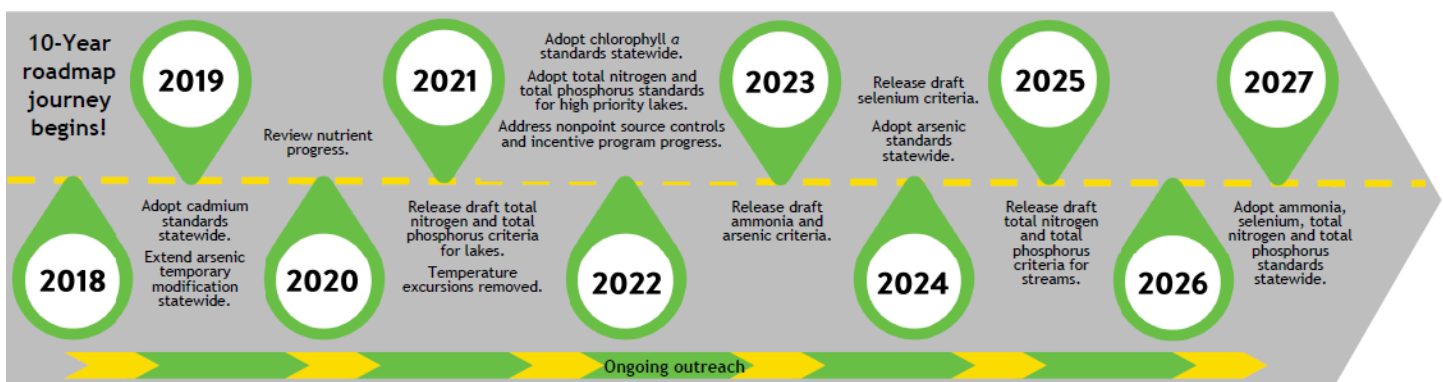 10-Year
roadmap
journey
begins!
2018
2019
Adopt cadmium
standards
statewide.
Extend arsenic
temporary
modification
statewide.
Review nutrient
progress.
2020
2021
Release draft total
nitrogen and total
phosphorus criteria
for lakes.
Temperature
excursions removed.
Adopt chlorophyll a
standards statewide.
Adopt total nitrogen and
total phosphorus standards
for high priority lakes.
Address nonpoint source controls
and incentive program progress.
2022
2023
Release draft
ammonia and
arsenic criteria.
Release draft
selenium criteria.
Adopt arsenic
standards
statewide.
2024
2025
Release draft
total nitrogen
and total
phosphorus
criteria for
streams.
2026
2027
Adopt ammonia,
selenium, total
nitrogen and total
phosphorus
standards
statewide.
Ongoing outreach